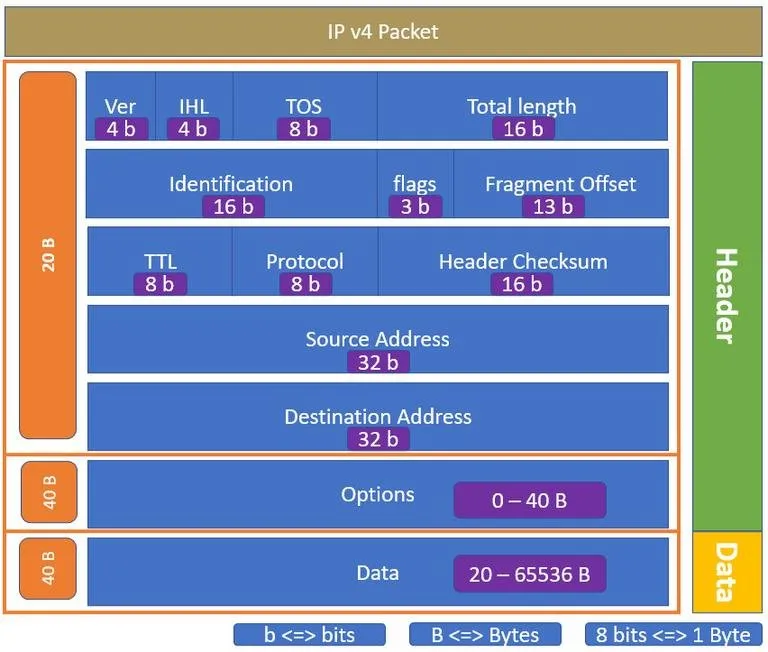 IP v4 Packet
20 B
Ver
4 b
IHL
4 b
TOS
8 b
Total length
16 b
Identification
16 b
flags
3 b
Fragment Offset
13 b
TTL
8 b
Protocol
8 b
Header Checksum
16 b
Source Address
32 b
Destination Address
32 b
Header
40 B
Options
0 – 40 B
40 B
Data
20 – 65536 B
Data
b <=> bits
B <=> Bytes
8 bits <=> 1 Byte